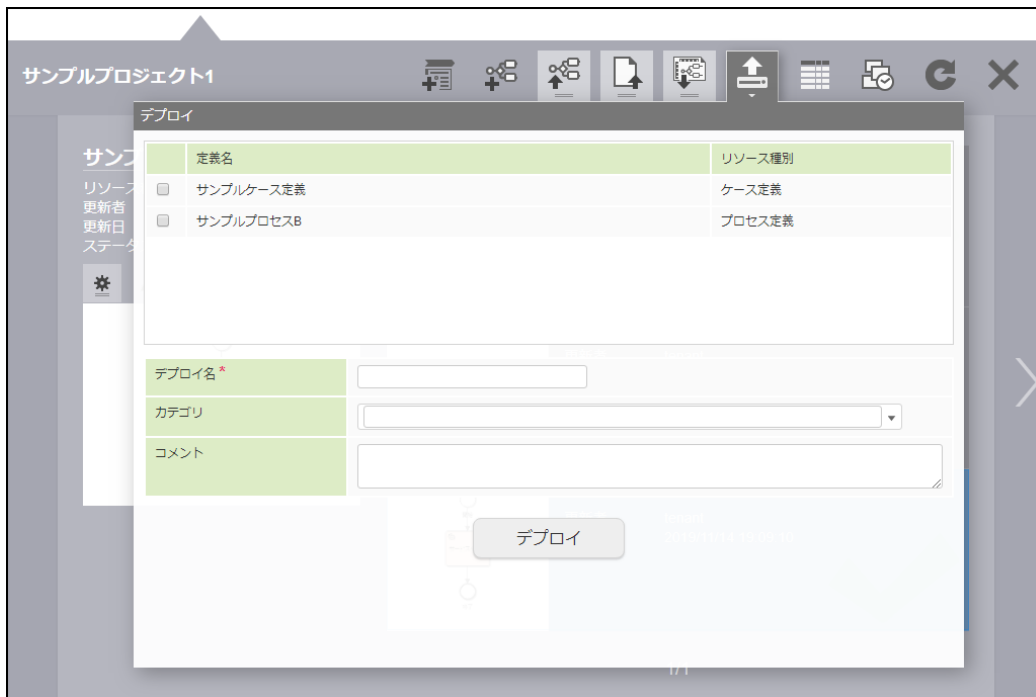 サンプルプロジェクト1
デプロイ
定義名 リソース種別
サンプルケース定義 ケース定義
サンプルプロセスB プロセス定義
サンプ
リソース
更新者
更新日
ステータ
デプロイ名*
カテゴリ
コメント
デプロイ
1/1